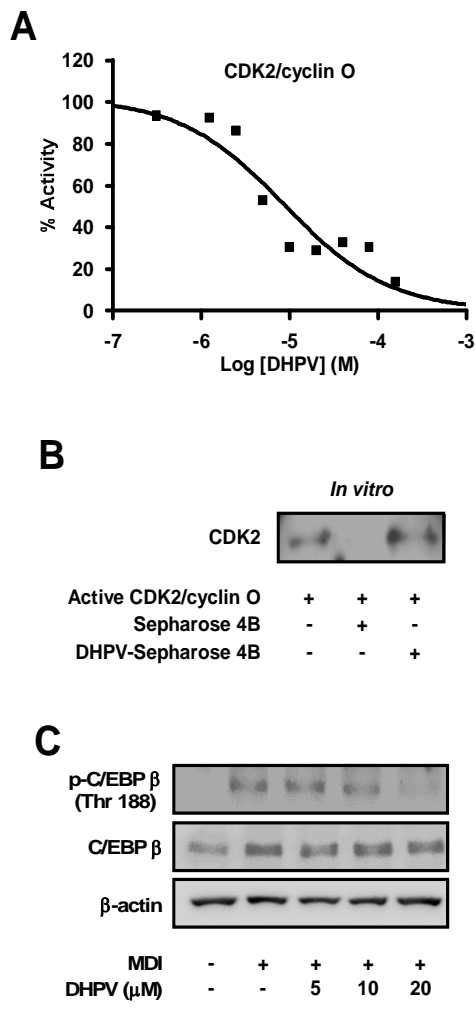 A
CDK2/cyclin O
120
100
80
60
40
20
0
% Activity
-7 -6 -5 -4 -3
Log [DHPV] (M)
B
In vitro
CDK2
Active CDK2/cyclin O + + +
Sepharose 4B - + -
DHPV-Sepharose 4B - - +
C
p-C/EBP β
(Thr 188)
C/EBP β
β-actin
MDI - + + + +
DHPV (μM) - - 5 10 20